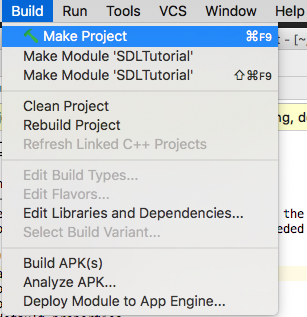 Build Run Tools VCS Window Help
Make Project ⌘F9
Make Module 'SDLTutorial'
Make Module 'SDLTutorial' ⇧⌘F9
Clean Project
Rebuild Project
Refresh Linked C++ Projects
Edit Build Types...
Edit Flavors...
Edit Libraries and Dependencies...
the
Select Build Variant...
eded
Build APK(s)
Analyze APK...
Deploy Module to App Engine...